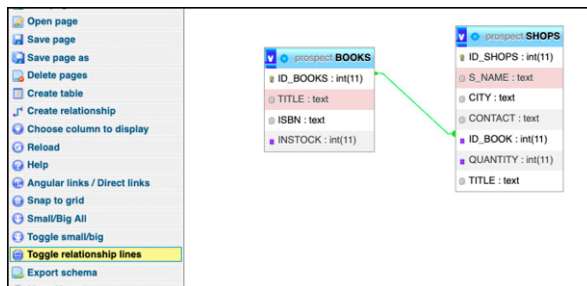 Open page
Save page
Save page as
Delete pages
Create table
Create relationship
Choose column to display
Reload
Help
Angular links / Direct links
Snap to grid
Small/Big All
Toggle small/big
Toggle relationship lines
Export schema
v prospect BOOKS
ID_BOOKS : int(11)
TITLE : text
ISBN : text
INSTOCK : int(11)
v prospect SHOPS
ID_SHOPS : int(11)
S_NAME : text
CITY : text
CONTACT : text
ID_BOOK : int(11)
QUANTITY : int(11)
TITLE : text